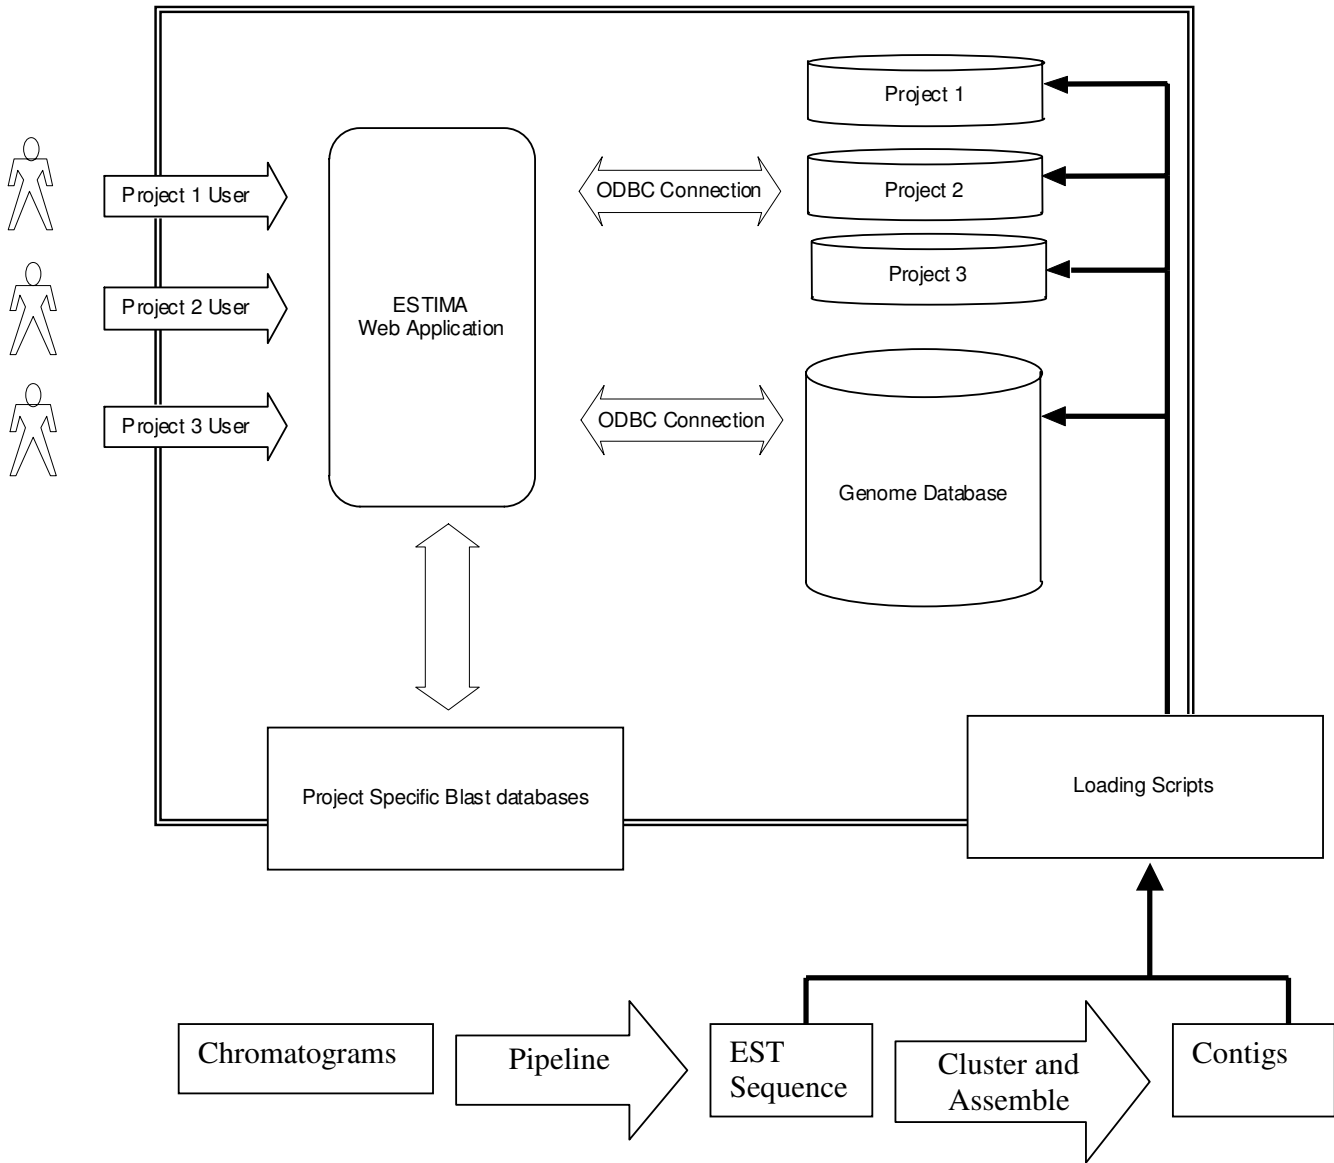 Project 1
Project 1 User
ODBC Connection
Project 2
Project 3
Project 2 User
ESTIMA
Web Application
Project 3 User
ODBC Connection
Genome Database
Project Specific Blast databases
Loading Scripts
Chromatograms
Pipeline
EST
Sequence
Cluster and
Assemble
Contigs